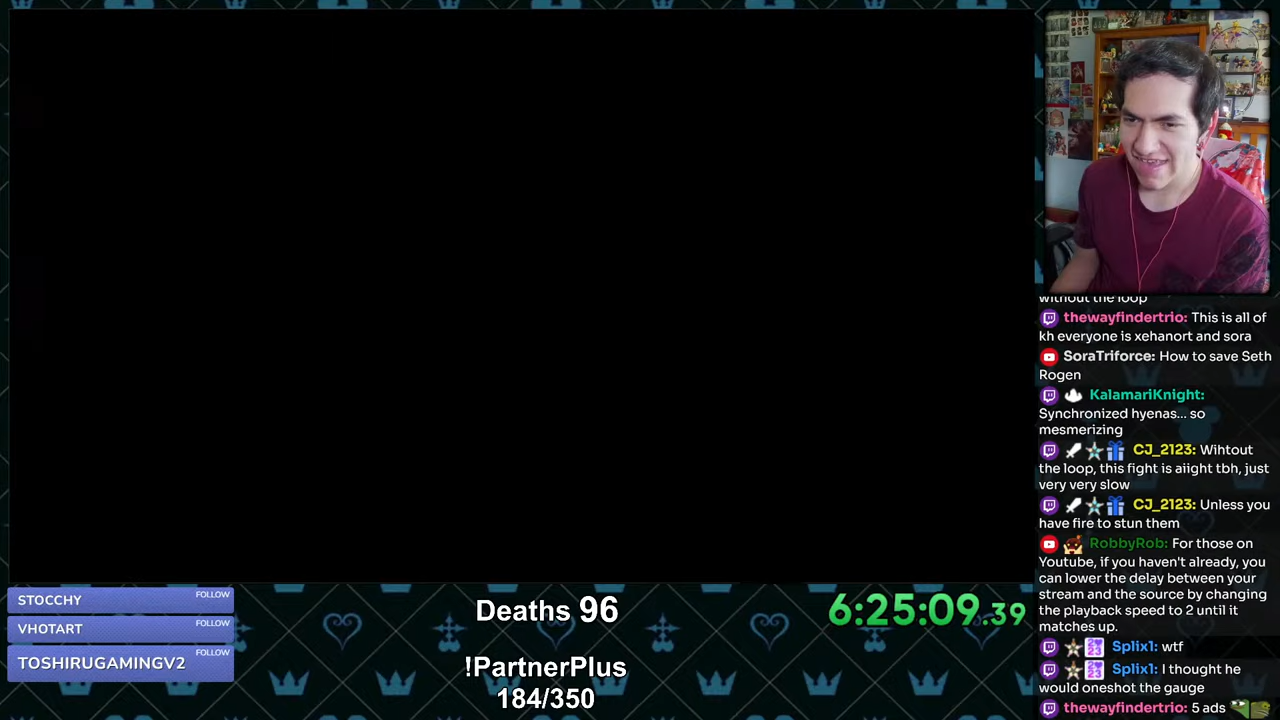 without the loop
thewayfindertrio: This is all of
kh everyone is xehanort and sora
SoraTriforce: How to save Seth
Rogen
KalamariKnight:
Synchronized hyenas... so
mesmerizing
CJ_2123: Wihtout
the loop, this fight is aiight tbh, just
very very slow
CJ_2123: Unless you
have fire to stun them
RobbyRob: For those on
Youtube, if you haven't already, you
can lower the delay between your
stream and the source by changing
the playback speed to 2 until it
matches up.
Splix1: wtf
Splix1: I thought he
would oneshot the gauge
thewayfindertrio: 5 ads
STOCCHY FOLLOW
VHOTART FOLLOW
TOSHIRUGAMINGV2 FOLLOW
Deaths 96
!PartnerPlus
184/350
6:25:09.39